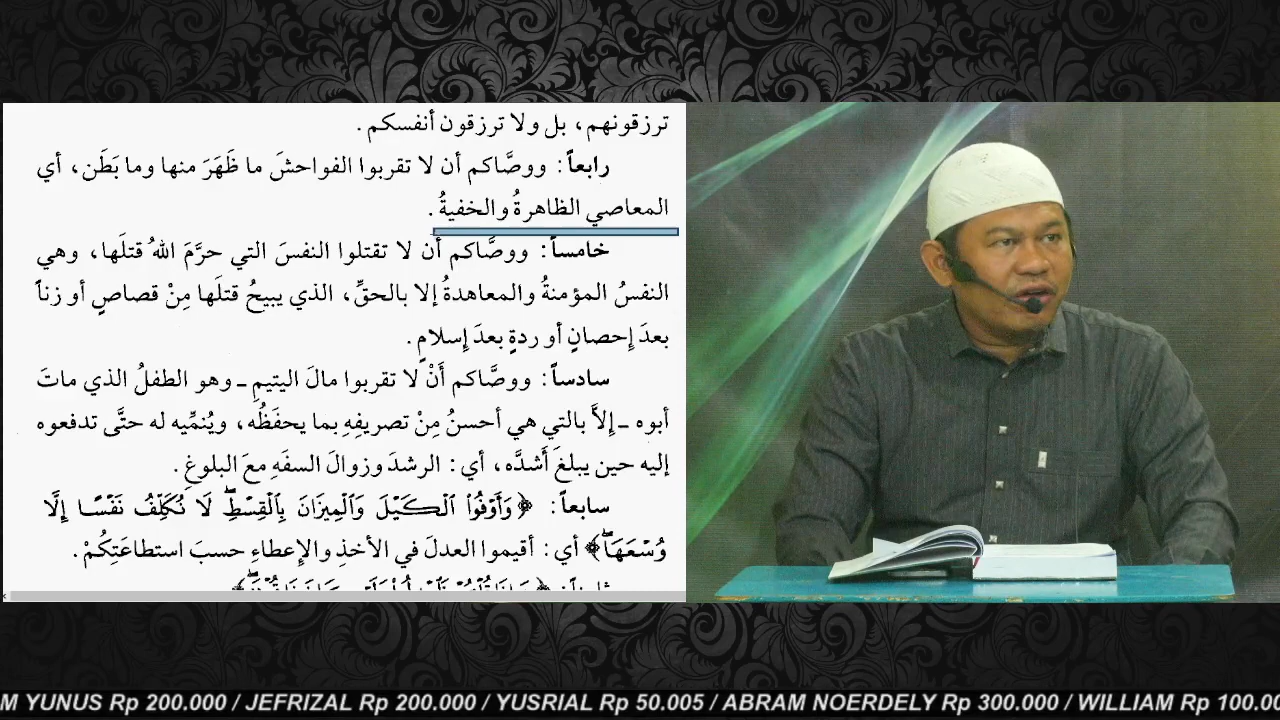 ترزقونهم، بل ولا ترزقون أنفسكم .
رابعاً : ووصَّاكم أن لا تقربوا الفواحشَ ما ظَهَرَ منها وما بَطَن، أي
المعاصي الظاهرةُ والخفيةُ .
خامساً : ووصَّاكم أن لا تقتلوا النفسَ التي حرَّمَ اللهُ قتلَها، وهي
النفسُ المؤمنةُ والمعاهدةُ إلا بالحقِّ، الذي يبيحُ قتلَها مِنْ قصاصٍ أو زناً
بعدَ إِحصانٍ أو ردةٍ بعدَ إِسلامٍ .
سادساً : ووصَّاكم أَنْ لا تقربوا مالَ اليتيمِ ـ وهو الطفلُ الذي ماتَ
أبوه ـ إِلاَّ بالتي هي أحسنُ مِنْ تصريفِهِ بما يحفَظُه، ويُنمِّيه له حتَّى تدفعوه
إليه حين يبلغَ أَشدَّه، أي : الرشدَ وزوالَ السفَهِ معَ البلوغِ .
سابعاً : ﴿وَأَوۡفُواْ ٱلۡكَيۡلَ وَٱلۡمِيزَانَ بِٱلۡقِسۡطِۖ لَا نُكَلِّفُ نَفۡسًا إِلَّا
وُسۡعَهَاۖ﴾ أي : أقيموا العدلَ في الأخذِ والإعطاءِ حسبَ استطاعَتِكُمْ .
M YUNUS Rp 200.000 / JEFRIZAL Rp 200.000 / YUSRIAL Rp 50.005 / ABRAM NOERDELY Rp 300.000 / WILLIAM Rp 100.00